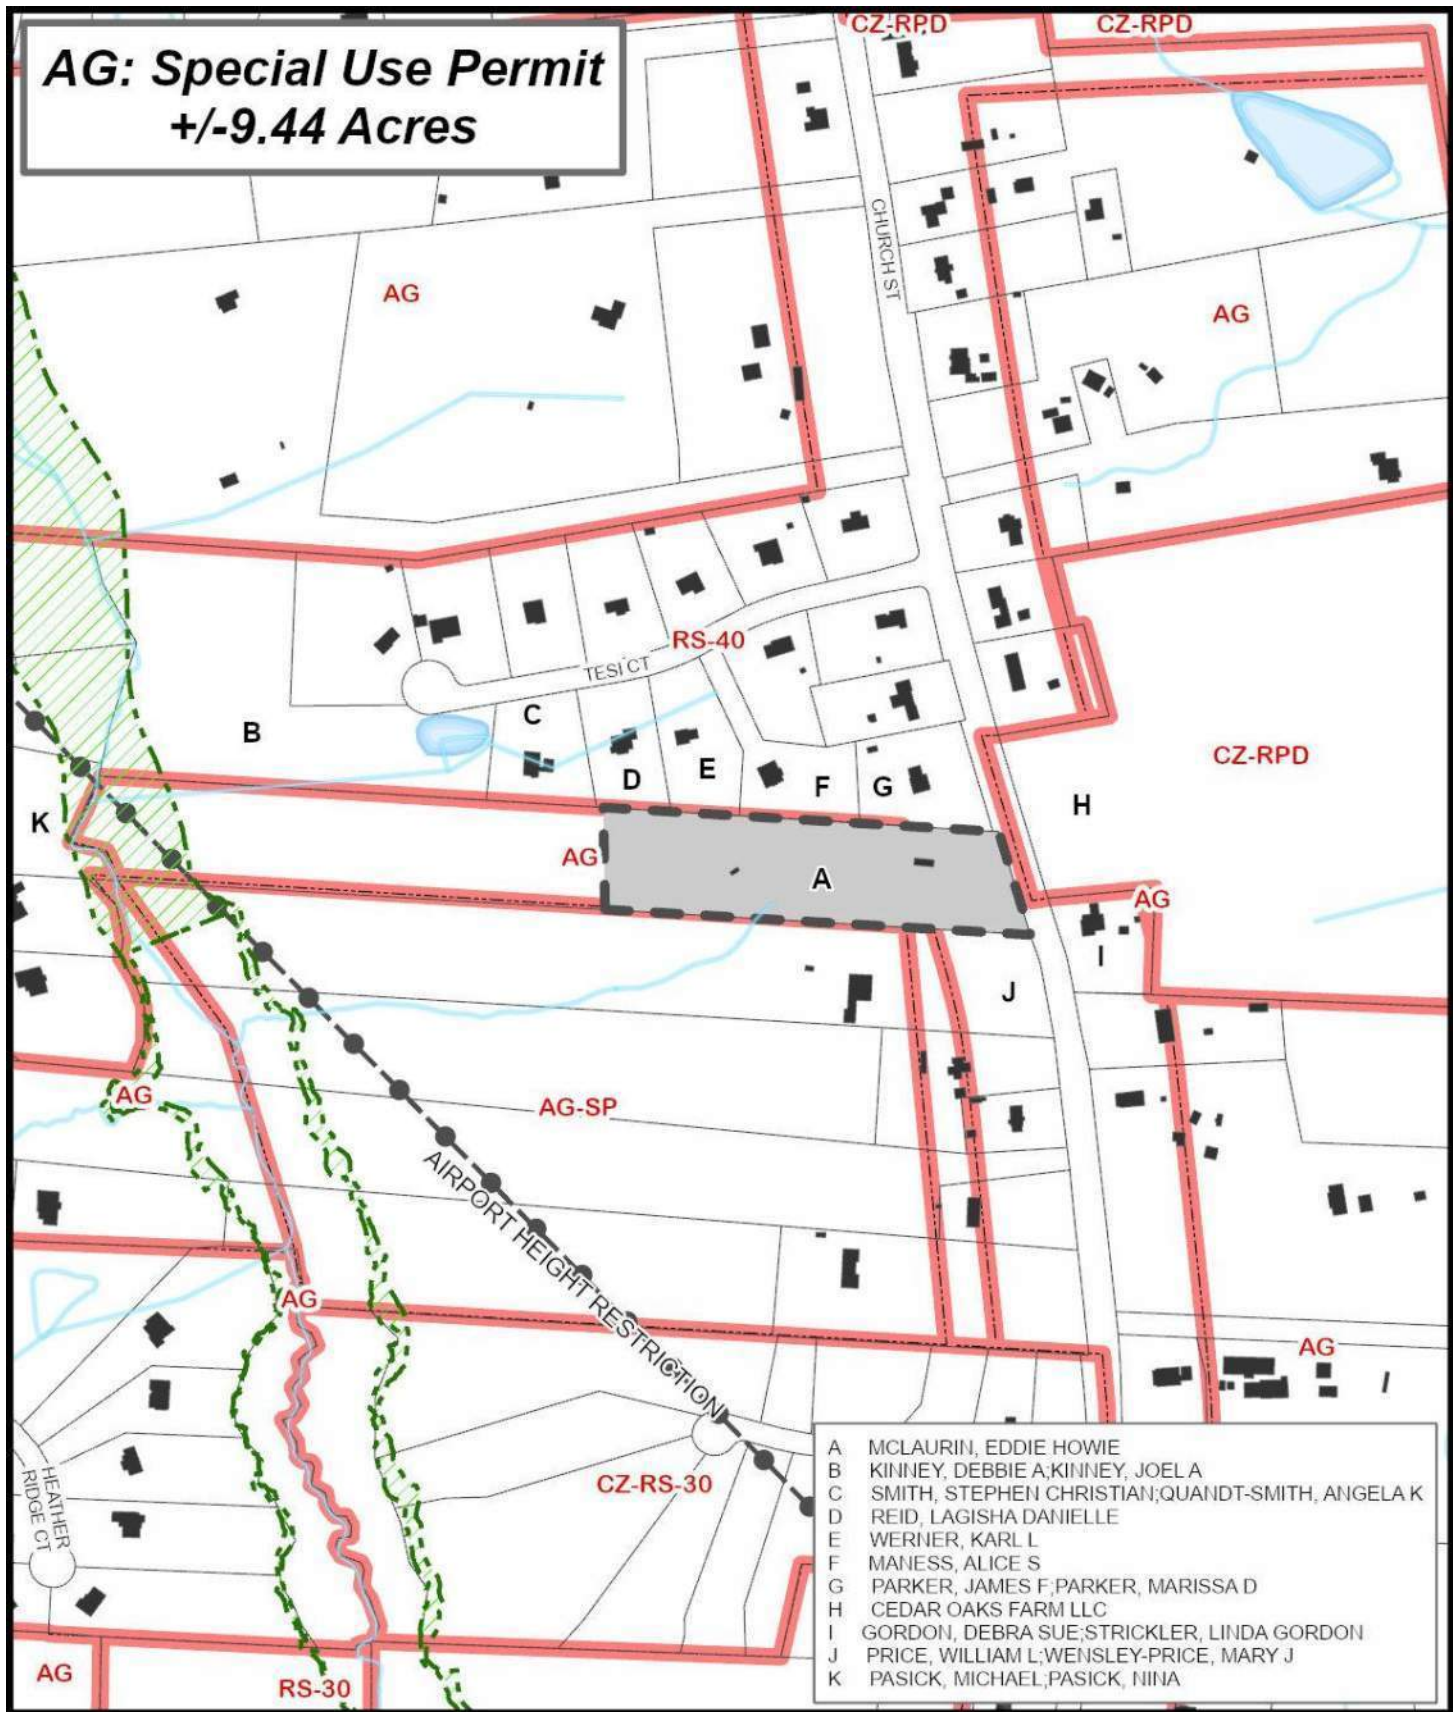 AG: Special Use Permit
+/-9.44 Acres
CZ-RPD
CZ-RPD
CHURCH ST
AG
AG
RS-40
TESI CT
B
C
D
E
F
G
H
CZ-RPD
K
AG
A
AG
I
J
AG
AG-SP
AIRPORT HEIGHT RESTRICTION
AG
AG
CZ-RS-30
HEATHER
RIDGE CT
AG
RS-30
A MCLAURIN, EDDIE HOWIE
B KINNEY, DEBBIE A;KINNEY, JOEL A
C SMITH, STEPHEN CHRISTIAN;QUANDT-SMITH, ANGELA K
D REID, LAGISHA DANIELLE
E WERNER, KARL L
F MANESS, ALICE S
G PARKER, JAMES F;PARKER, MARISSA D
H CEDAR OAKS FARM LLC
I GORDON, DEBRA SUE;STRICKLER, LINDA GORDON
J PRICE, WILLIAM L;WENSLEY-PRICE, MARY J
K PASICK, MICHAEL;PASICK, NINA